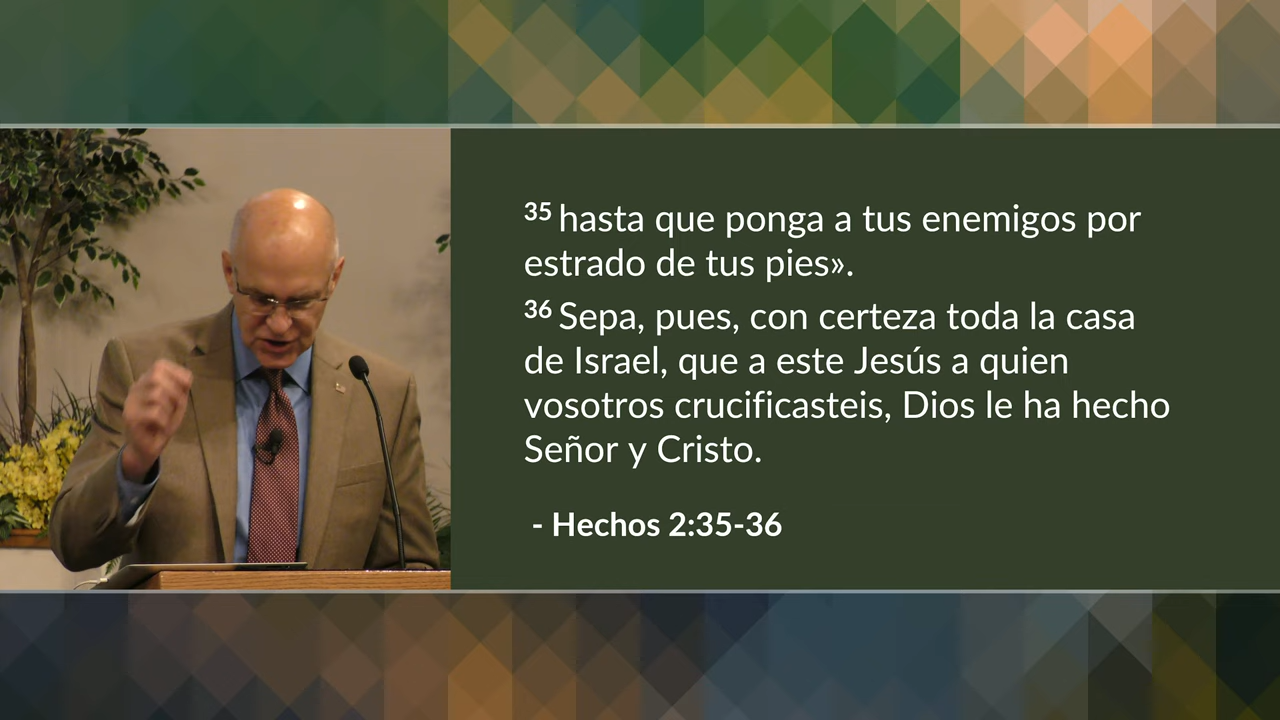 35 hasta que ponga a tus enemigos por
estrado de tus pies».
36 Sepa, pues, con certeza toda la casa
de Israel, que a este Jesús a quien
vosotros crucificasteis, Dios le ha hecho
Señor y Cristo.
- Hechos 2:35-36